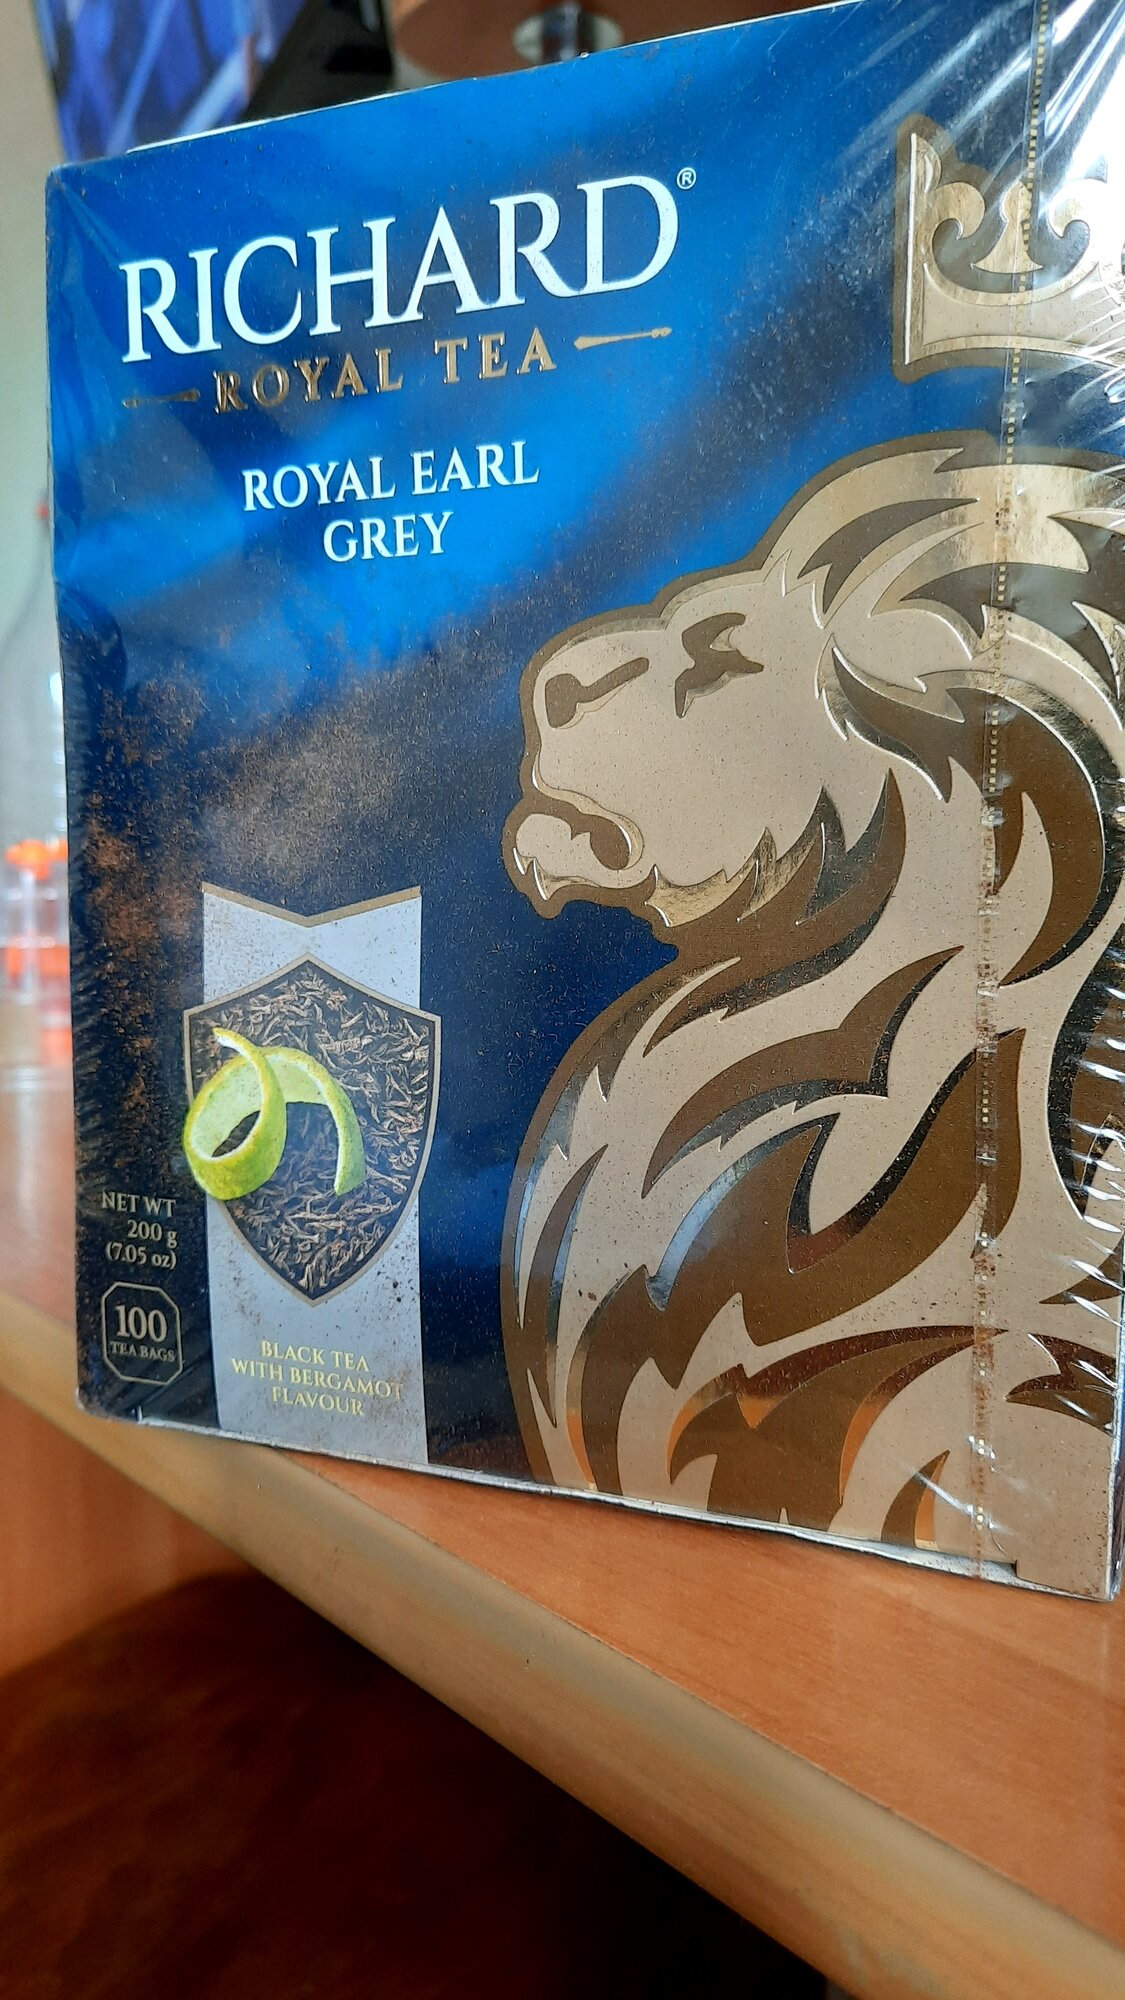 RICHARD®
ROYAL TEA
ROYAL EARL
GREY
NET WT
200 g
(7.05 oz)
100
TEA BAGS
BLACK TEA
WITH BERGAMOT
FLAVOUR